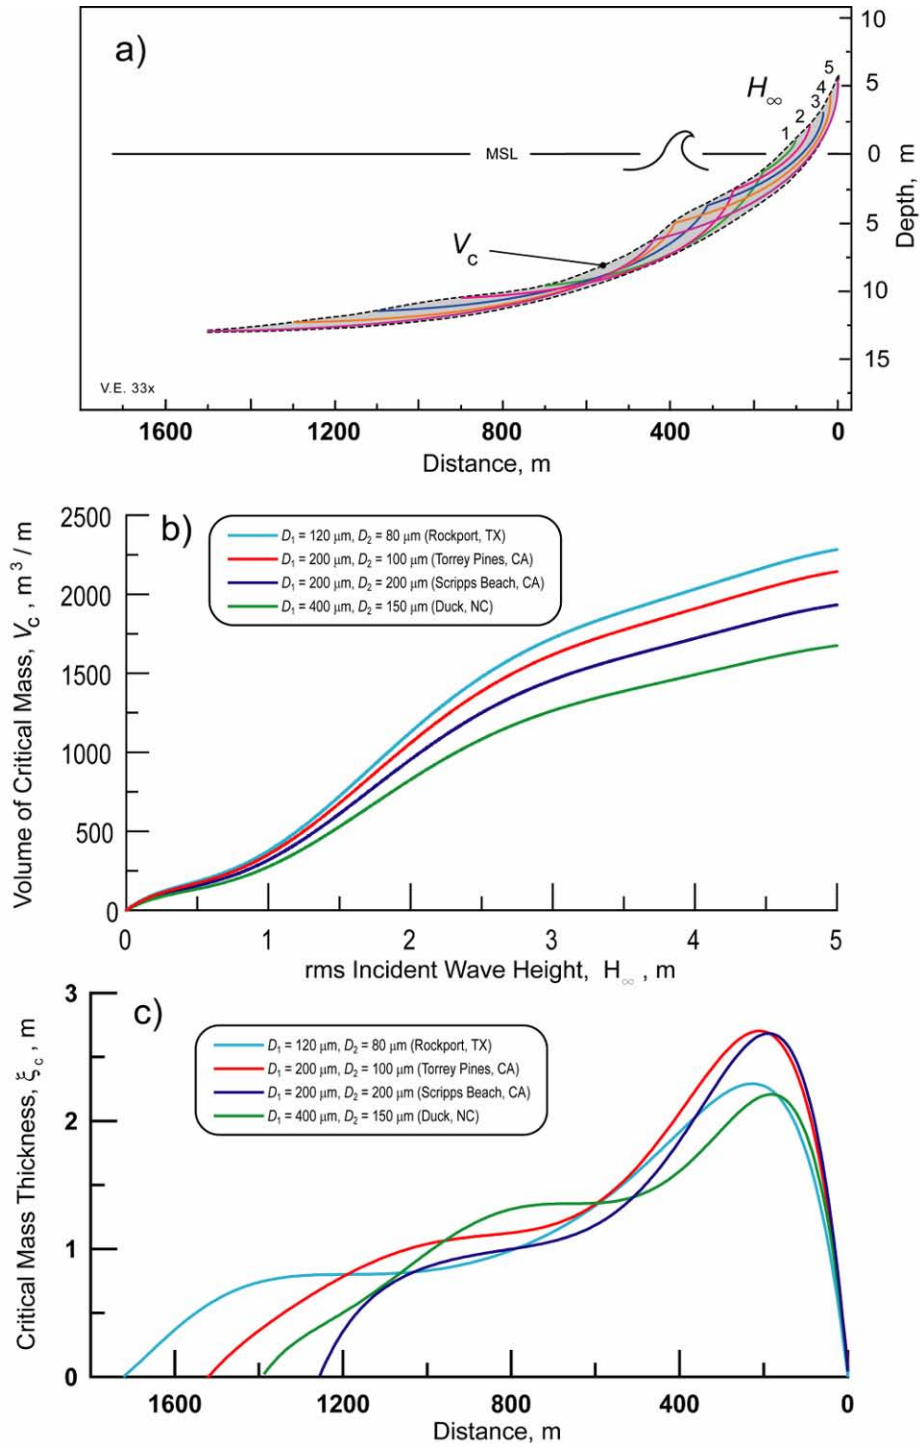 a)
10
5
0
5
10
15
Depth, m
H∞
5
4
3
2
1
MSL
Vc
V.E. 33x
1600 1200 800 400 0
Distance, m
b)
2500
2000
1500
1000
500
0
Volume of Critical Mass, Vc , m³ / m
D₁ = 120 µm, D₂ = 80 µm (Rockport, TX)
D₁ = 200 µm, D₂ = 100 µm (Torrey Pines, CA)
D₁ = 200 µm, D₂ = 200 µm (Scripps Beach, CA)
D₁ = 400 µm, D₂ = 150 µm (Duck, NC)
0 1 2 3 4 5
rms Incident Wave Height, H∞ , m
c)
3
2
1
0
Critical Mass Thickness, ξc , m
D₁ = 120 µm, D₂ = 80 µm (Rockport, TX)
D₁ = 200 µm, D₂ = 100 µm (Torrey Pines, CA)
D₁ = 200 µm, D₂ = 200 µm (Scripps Beach, CA)
D₁ = 400 µm, D₂ = 150 µm (Duck, NC)
1600 1200 800 400 0
Distance, m